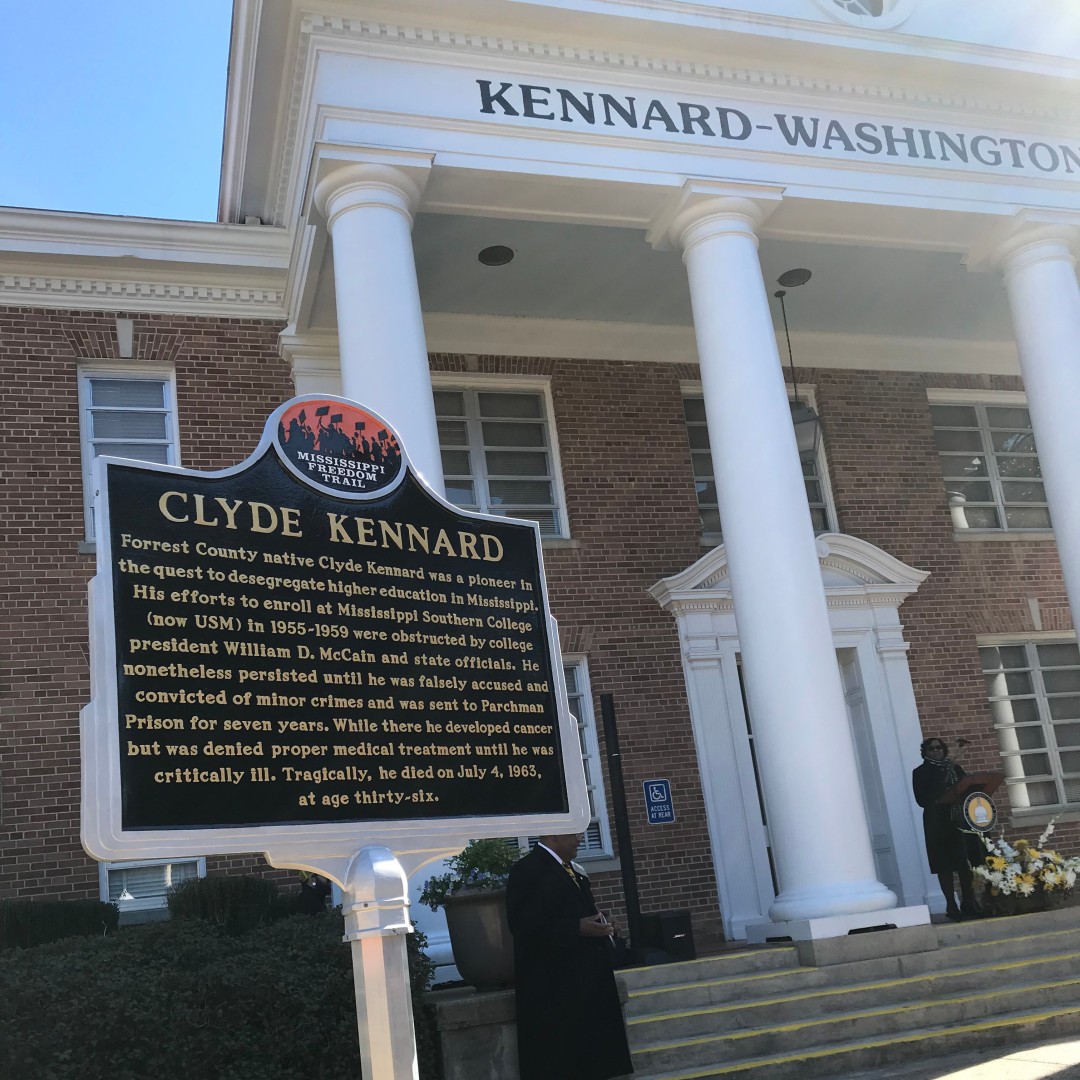 KENNARD-WASHINGTON
MISSISSIPPI
FREEDOM
TRAIL
CLYDE KENNARD
Forrest County native Clyde Kennard was a pioneer in
the quest to desegregate higher education in Mississippi.
His efforts to enroll at Mississippi Southern College
(now USM) in 1955-1959 were obstructed by college
president William D. McCain and state officials. He
nonetheless persisted until he was falsely accused and
convicted of minor crimes and was sent to Parchman
Prison for seven years. While there he developed cancer
but was denied proper medical treatment until he was
critically ill. Tragically, he died on July 4, 1963,
at age thirty-six.
ACCESS
AT REAR